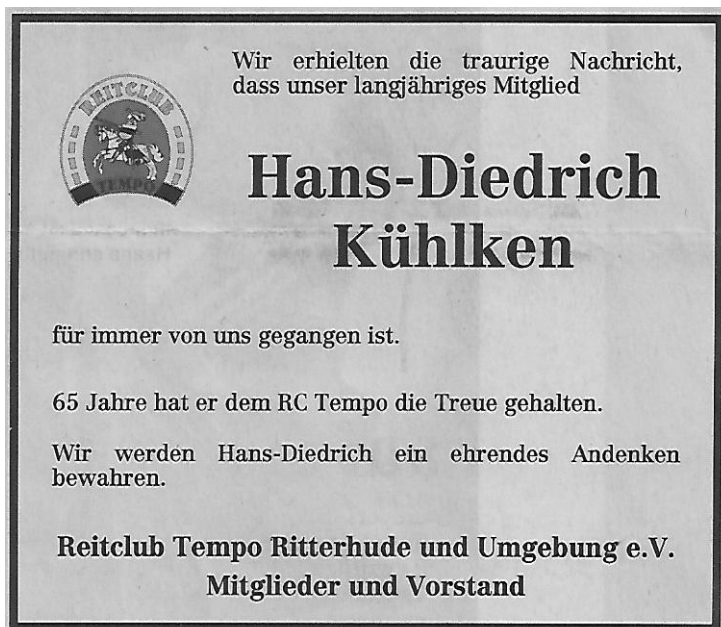 Wir erhielten die traurige Nachricht,
dass unser langjähriges Mitglied
REITCLUB
TEMPO
Hans-Diedrich
Kühlken
für immer von uns gegangen ist.
65 Jahre hat er dem RC Tempo die Treue gehalten.
Wir werden Hans-Diedrich ein ehrendes Andenken
bewahren.
Reitclub Tempo Ritterhude und Umgebung e.V.
Mitglieder und Vorstand